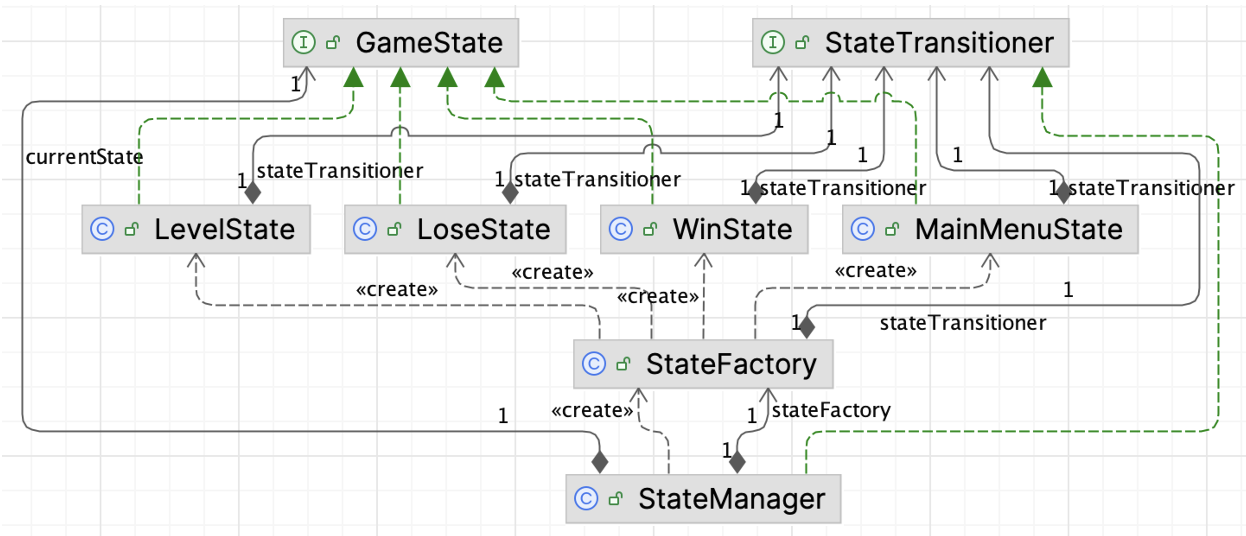 I GameState
I StateTransitioner
1
1
1
1
1
currentState
1 stateTransitioner
1 stateTransitioner
1 stateTransitioner
1 stateTransitioner
C LevelState
C LoseState
C WinState
C MainMenuState
«create»
«create»
«create»
«create»
1
1
stateTransitioner
C StateFactory
«create»
1
stateFactory
1
1
C StateManager